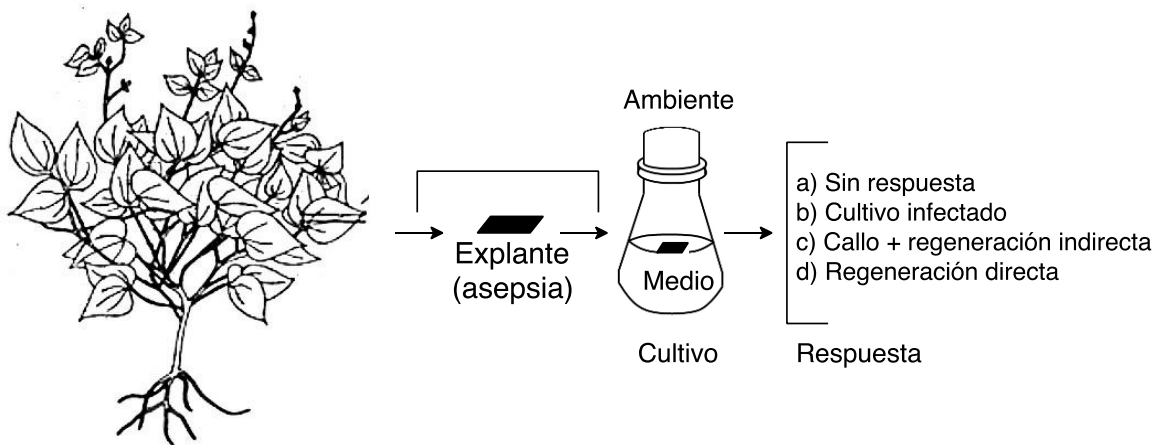 Ambiente
Explante
(asepsia)
Medio
Cultivo
a) Sin respuesta
b) Cultivo infectado
c) Callo + regeneración indirecta
d) Regeneración directa
Respuesta